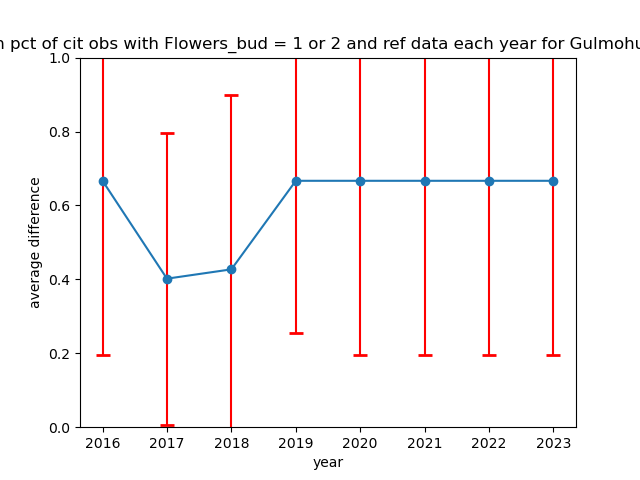 pct of cit obs with Flowers_bud = 1 or 2 and ref data each year for
1.0
0.8
0.6
0.4
0.2
0.0
average difference
2016 2017 2018 2019 2020 2021 2022 2023
year